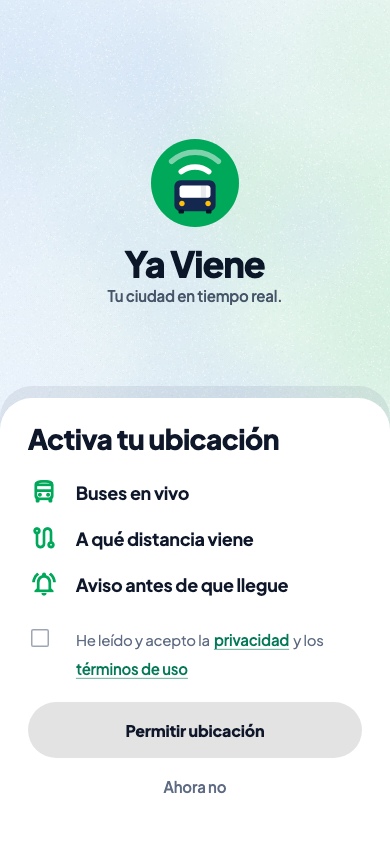 Ya Viene
Tu ciudad en tiempo real.
Activa tu ubicación
Buses en vivo
A qué distancia viene
Aviso antes de que llegue
He leído y acepto la privacidad y los
términos de uso
Permitir ubicación
Ahora no